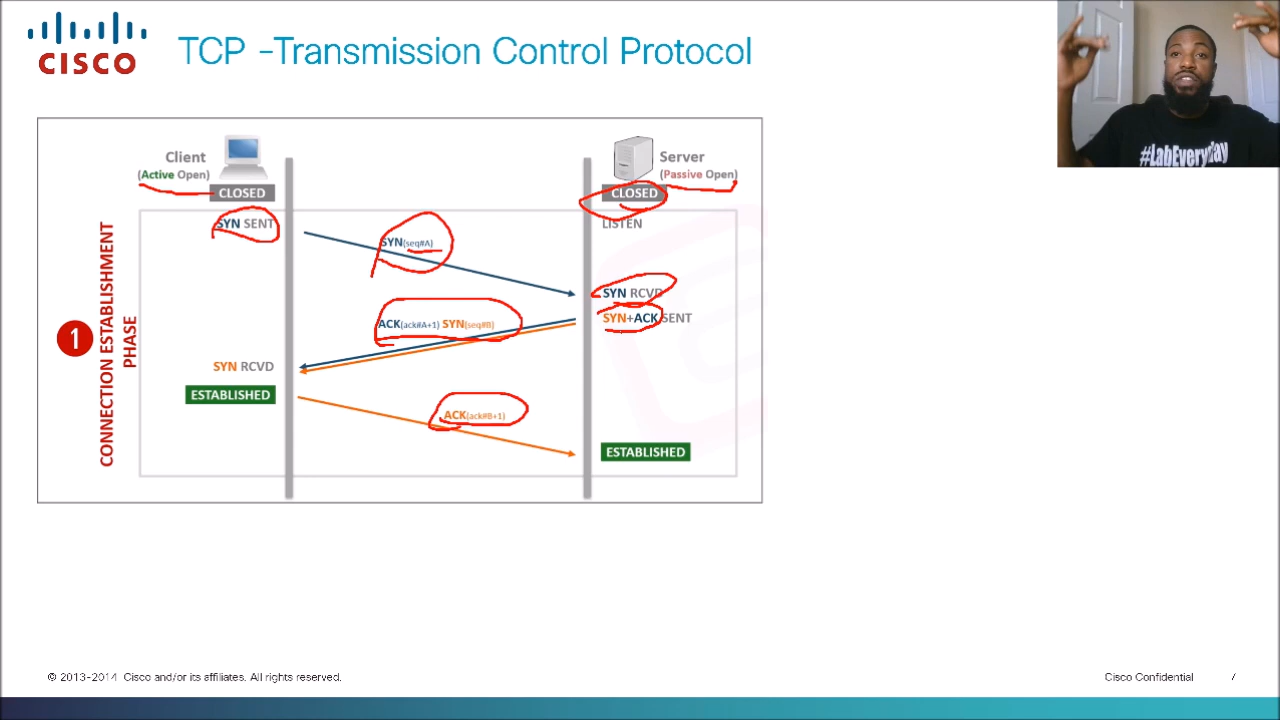 CISCO
TCP -Transmission Control Protocol
#LabEveryday
Client
(Active Open)
CLOSED
Server
(Passive Open)
CLOSED
SYN SENT
LISTEN
SYN(seq#A)
SYN RCVD
ACK(ack#A+1) SYN(seq#B)
SYN+ACK SENT
1
CONNECTION ESTABLISHMENT
PHASE
SYN RCVD
ESTABLISHED
ACK(ack#B+1)
ESTABLISHED
© 2013-2014 Cisco and/or its affiliates. All rights reserved.
Cisco Confidential
7